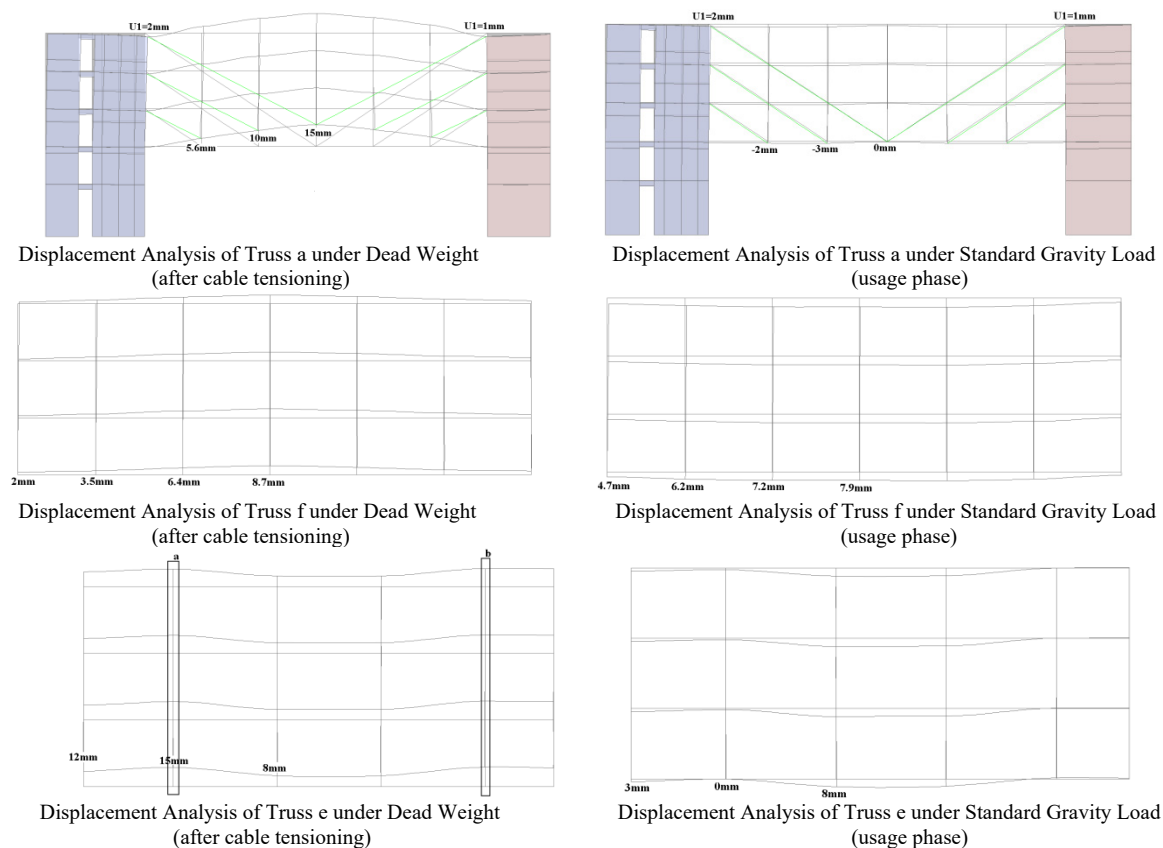 U1=2mm
U1=1mm
5.6mm
10mm
15mm
Displacement Analysis of Truss a under Dead Weight
(after cable tensioning)
U1=2mm
U1=1mm
-2mm
-3mm
0mm
Displacement Analysis of Truss a under Standard Gravity Load
(usage phase)
2mm
3.5mm
6.4mm
8.7mm
Displacement Analysis of Truss f under Dead Weight
(after cable tensioning)
4.7mm
6.2mm
7.2mm
7.9mm
Displacement Analysis of Truss f under Standard Gravity Load
(usage phase)
a
b
12mm
15mm
8mm
Displacement Analysis of Truss e under Dead Weight
(after cable tensioning)
3mm
0mm
8mm
Displacement Analysis of Truss e under Standard Gravity Load
(usage phase)